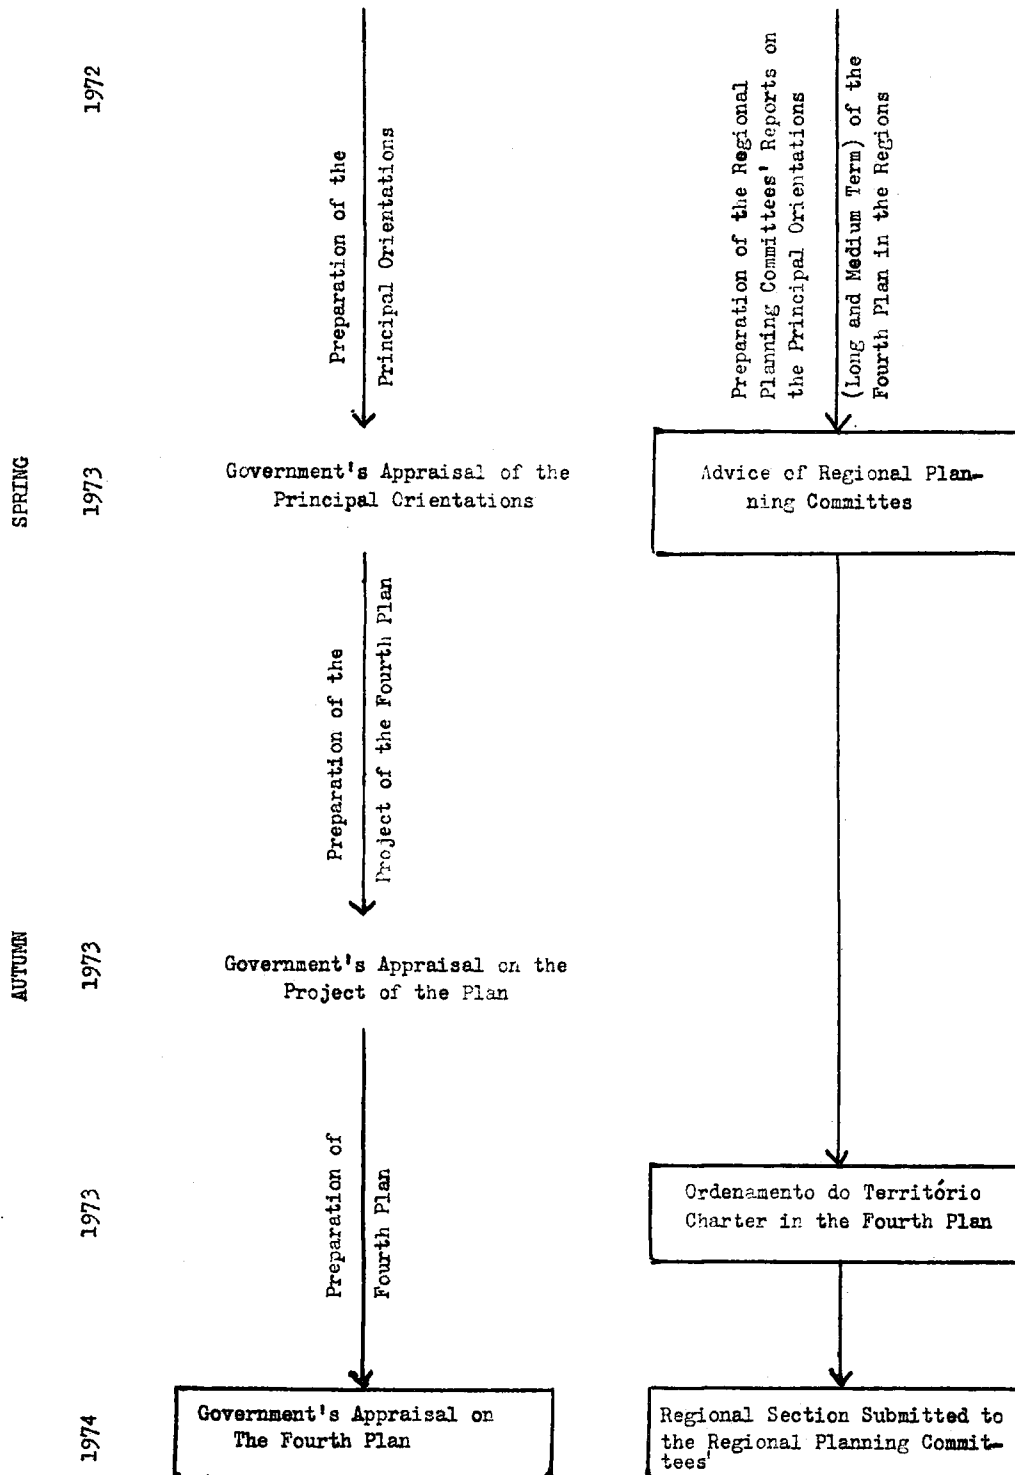 1972
Preparation of the
Principal Orientations
Preparation of the Regional
Planning Committees' Reports on
the Principal Orientations
(Long and Medium Term) of the
Fourth Plan in the Regions
SPRING
1973
Government's Appraisal of the
Principal Orientations
Advice of Regional Plan-
ning Committes
Preparation of the
Project of the Fourth Plan
AUTUMN
1973
Government's Appraisal on the
Project of the Plan
1973
Preparation of
Fourth Plan
Ordenamento do Território
Charter in the Fourth Plan
1974
Government's Appraisal on
The Fourth Plan
Regional Section Submitted to
the Regional Planning Commit-
tees'